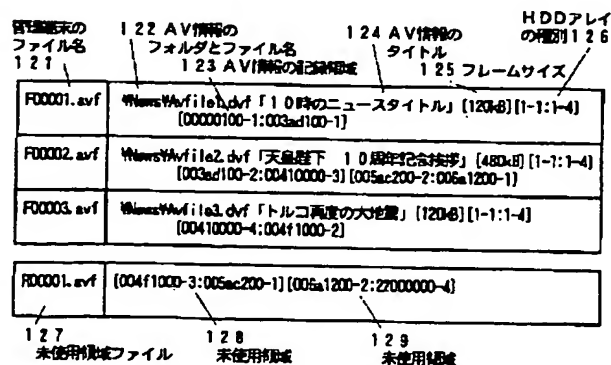 管理端末の
ファイル名
121
122 AV情報の
フォルダとファイル名
123 AV情報の記録領域
124 AV情報の
タイトル
125 フレームサイズ
HDDアレイ
の種別126
F00001.avf
¥News¥Avfile1.dvf「10時のニュースタイトル」[120kB][1-1:1-4]
[00000100-1:003ad100-1]
F00002.avf
¥News¥Avfile2.dvf「天皇陛下 10周年記念挨拶」[480kB][1-1:1-4]
[003ad100-2:00410000-3][005ac200-2:006a1200-1]
F00003.avf
¥News¥Avfile3.dvf「トルコ再度の大地震」[120kB][1-1:1-4]
[00410000-4:004f1000-2]
R00001.avf
[004f1000-3:005ac200-1][006a1200-2:22000000-4]
127
未使用領域ファイル
128
未使用領域
129
未使用領域